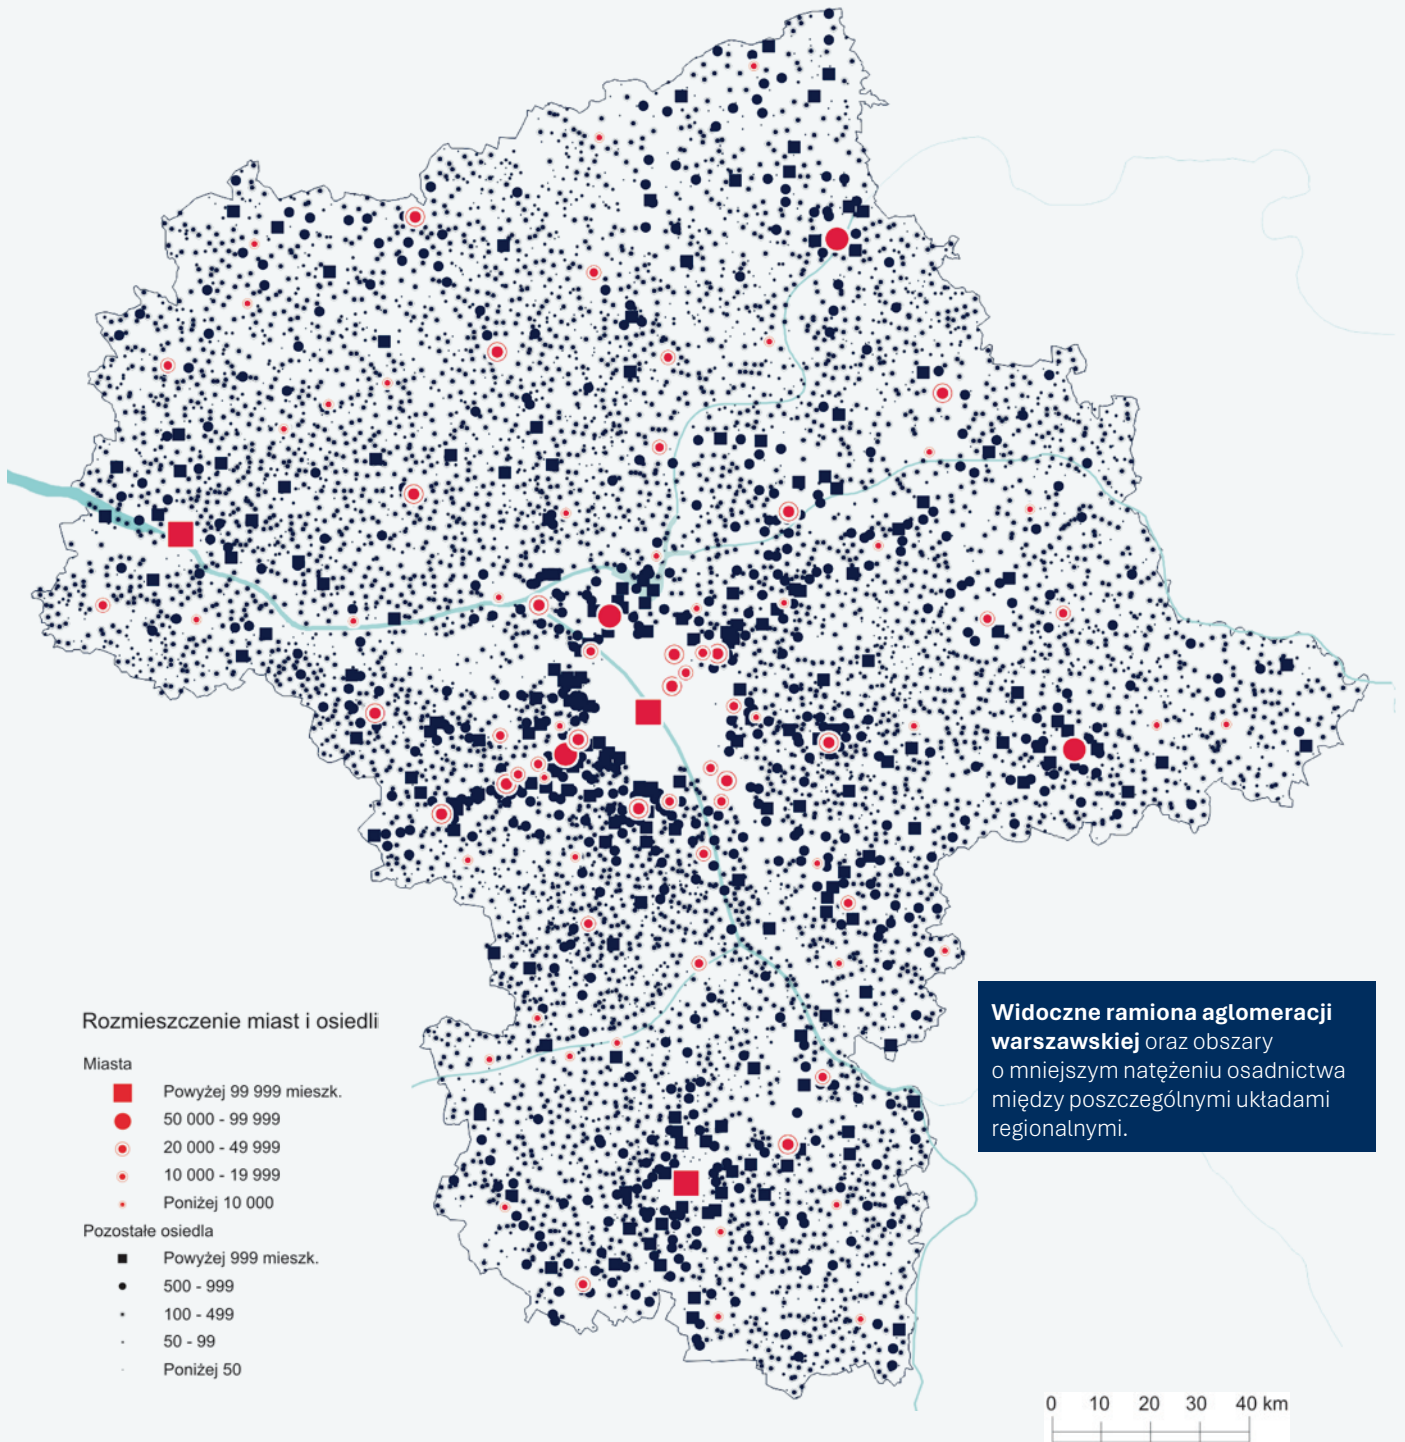 Rozmieszczenie miast i osiedli
Miasta
Powyżej 99 999 mieszk.
50 000 - 99 999
20 000 - 49 999
10 000 - 19 999
Poniżej 10 000
Pozostałe osiedla
Powyżej 999 mieszk.
500 - 999
100 - 499
50 - 99
Poniżej 50
Widoczne ramiona aglomeracji
warszawskiej oraz obszary
o mniejszym natężeniu osadnictwa
między poszczególnymi układami
regionalnymi.
0 10 20 30 40 km